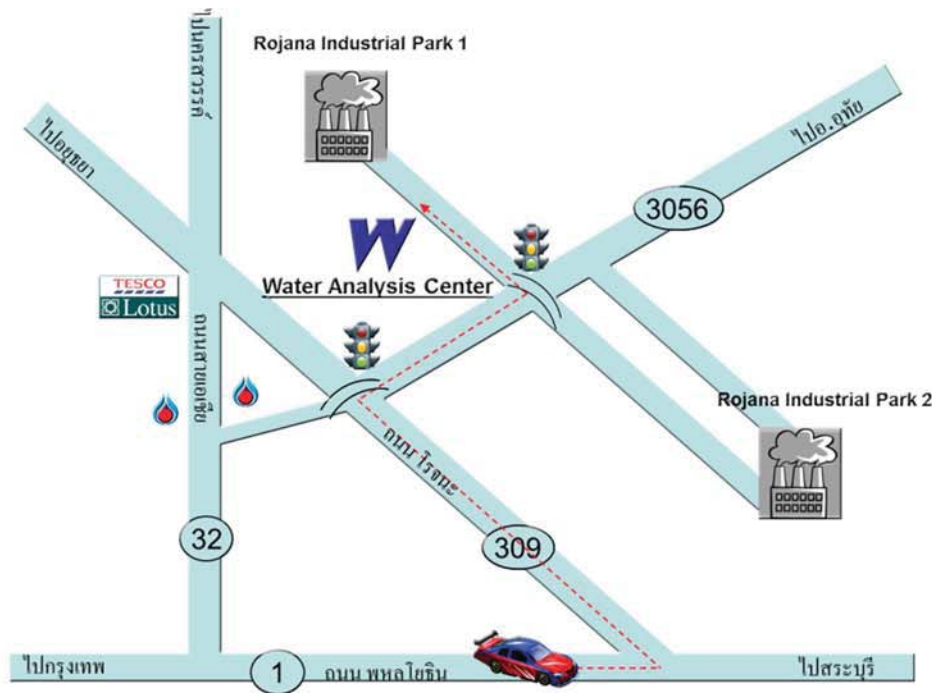 ไปนครสวรรค์
Rojana Industrial Park 1
ไปอยุธยา
ไปอ.อุทัย
3056
W
Water Analysis Center
TESCO
Lotus
ถนนสายเอเชีย
Rojana Industrial Park 2
ถนน โรจนะ
32
309
ไปกรุงเทพ
1
ถนน พหลโยธิน
ไปสระบุรี